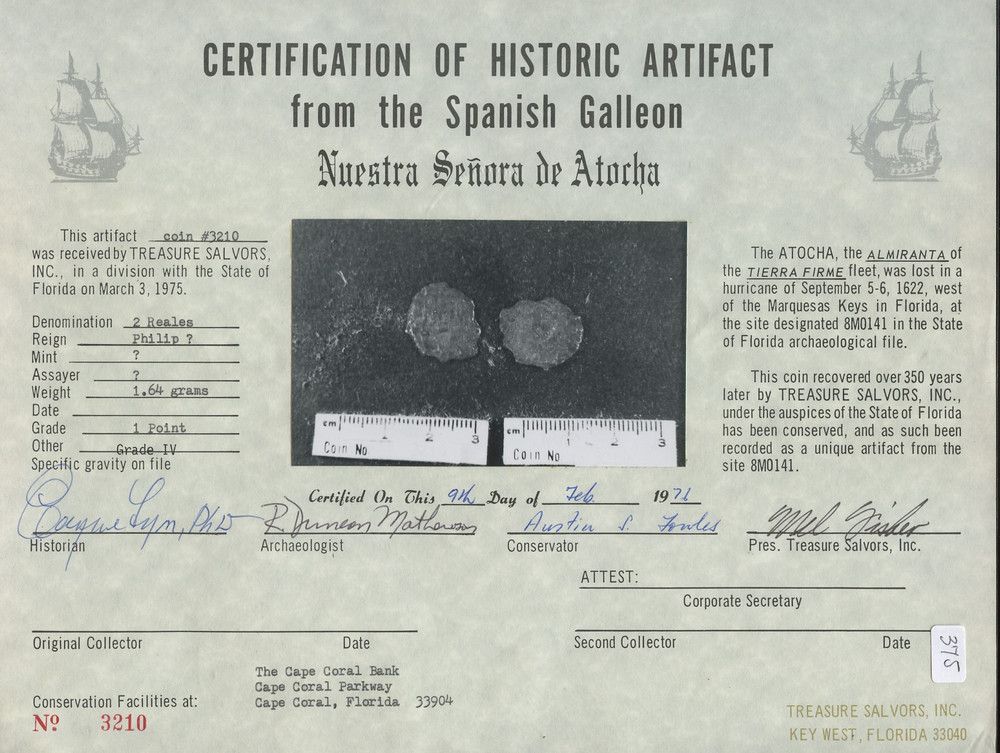 CERTIFICATION OF HISTORIC ARTIFACT
from the Spanish Galleon
Nuestra Señora de Atocha
This artifact coin #3210
was received by TREASURE SALVORS,
INC., in a division with the State of
Florida on March 3, 1975.
Denomination 2 Reales
Reign Philip ?
Mint ?
Assayer ?
Weight 1.64 grams
Date
Grade 1 Point
Other Grade IV
Specific gravity on file
cm 1 2 3
Coin No
cm 1 2 3
Coin No
The ATOCHA, the ALMIRANTA of
the TIERRA FIRME fleet, was lost in a
hurricane of September 5-6, 1622, west
of the Marquesas Keys in Florida, at
the site designated 8M0141 in the State
of Florida archaeological file.
This coin recovered over 350 years
later by TREASURE SALVORS, INC.,
under the auspices of the State of Florida
has been conserved, and as such been
recorded as a unique artifact from the
site 8M0141.
Certified On This 9th Day of Feb 197
Lyon, PhD
R. Duncan Mathewson
Austin S. Fowles
Mel Fisher
Historian
Archaeologist
Conservator
Pres. Treasure Salvors, Inc.
ATTEST:
Corporate Secretary
Original Collector Date
Second Collector Date
375
Conservation Facilities at:
The Cape Coral Bank
Cape Coral Parkway
Cape Coral, Florida 33904
Nº 3210
TREASURE SALVORS, INC.
KEY WEST, FLORIDA 33040